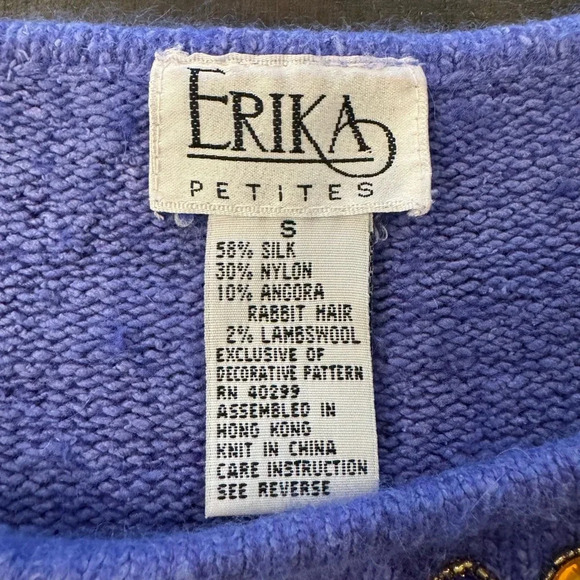 ERIKA
PETITES
S
58% SILK
30% NYLON
10% ANGORA
RABBIT HAIR
2% LAMBSWOOL
EXCLUSIVE OF
DECORATIVE PATTERN
RN 40299
ASSEMBLED IN
HONG KONG
KNIT IN CHINA
CARE INSTRUCTION
SEE REVERSE